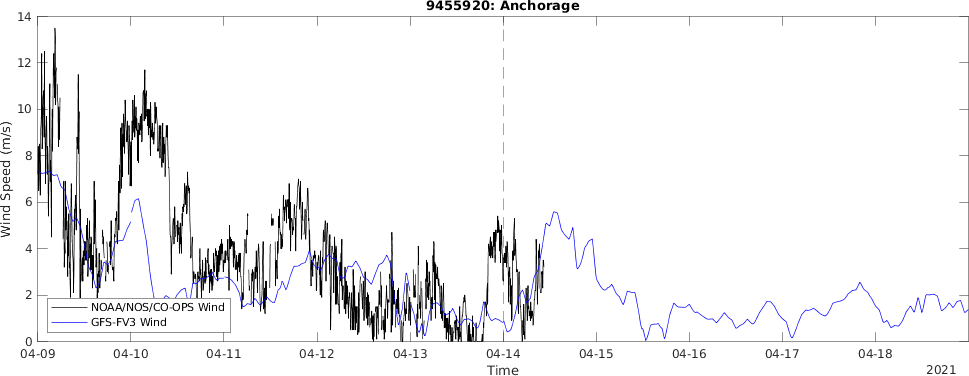 9455920: Anchorage
14
12
10
8
6
4
2
0
Wind Speed (m/s)
NOAA/NOS/CO-OPS Wind
GFS-FV3 Wind
04-09 04-10 04-11 04-12 04-13 04-14 04-15 04-16 04-17 04-18
Time
2021